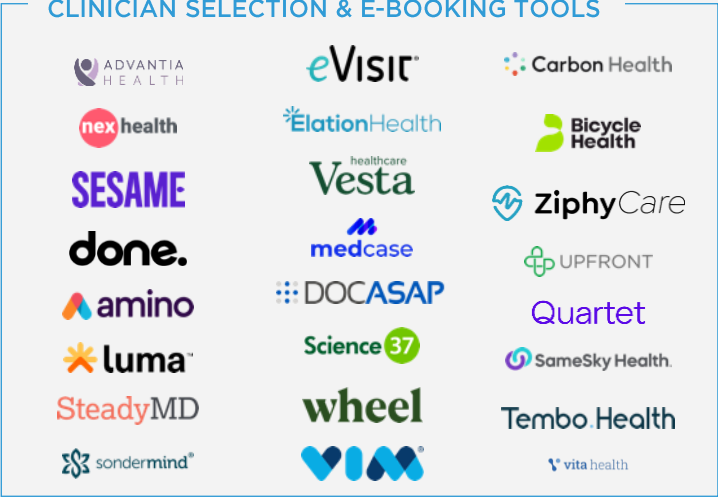 CLINICIAN SELECTION & E-BOOKING TOOLS
ADVANTIA
HEALTH
nexhealth
SESAME
done.
amino
luma™
SteadyMD
sondermind®
eVisit®
ElationHealth
healthcare
Vesta
medcase
DOCASAP
Science 37
wheel
VIM®
Carbon Health
Bicycle
Health
ZiphyCare
UPFRONT
Quartet
SameSky Health.
Tembo.Health
vita health